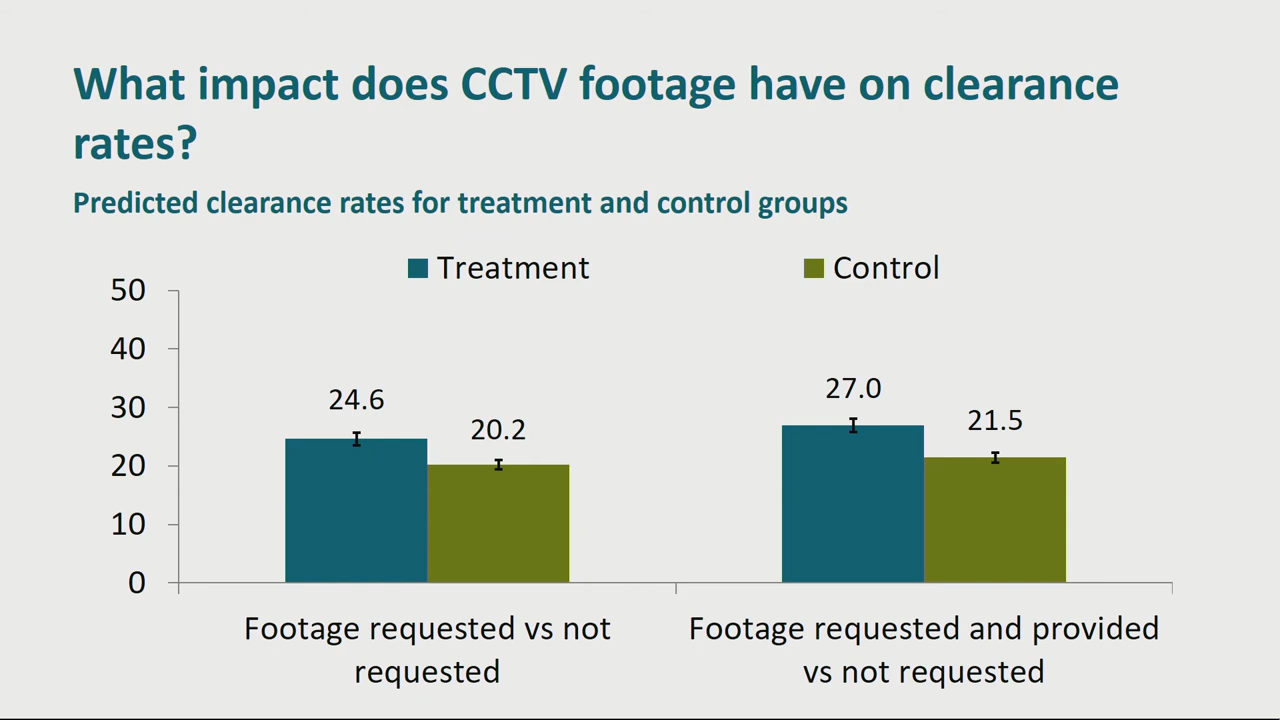 What impact does CCTV footage have on clearance
rates?
Predicted clearance rates for treatment and control groups
Treatment
Control
50
40
30
20
10
0
24.6
20.2
27.0
21.5
Footage requested vs not
requested
Footage requested and provided
vs not requested